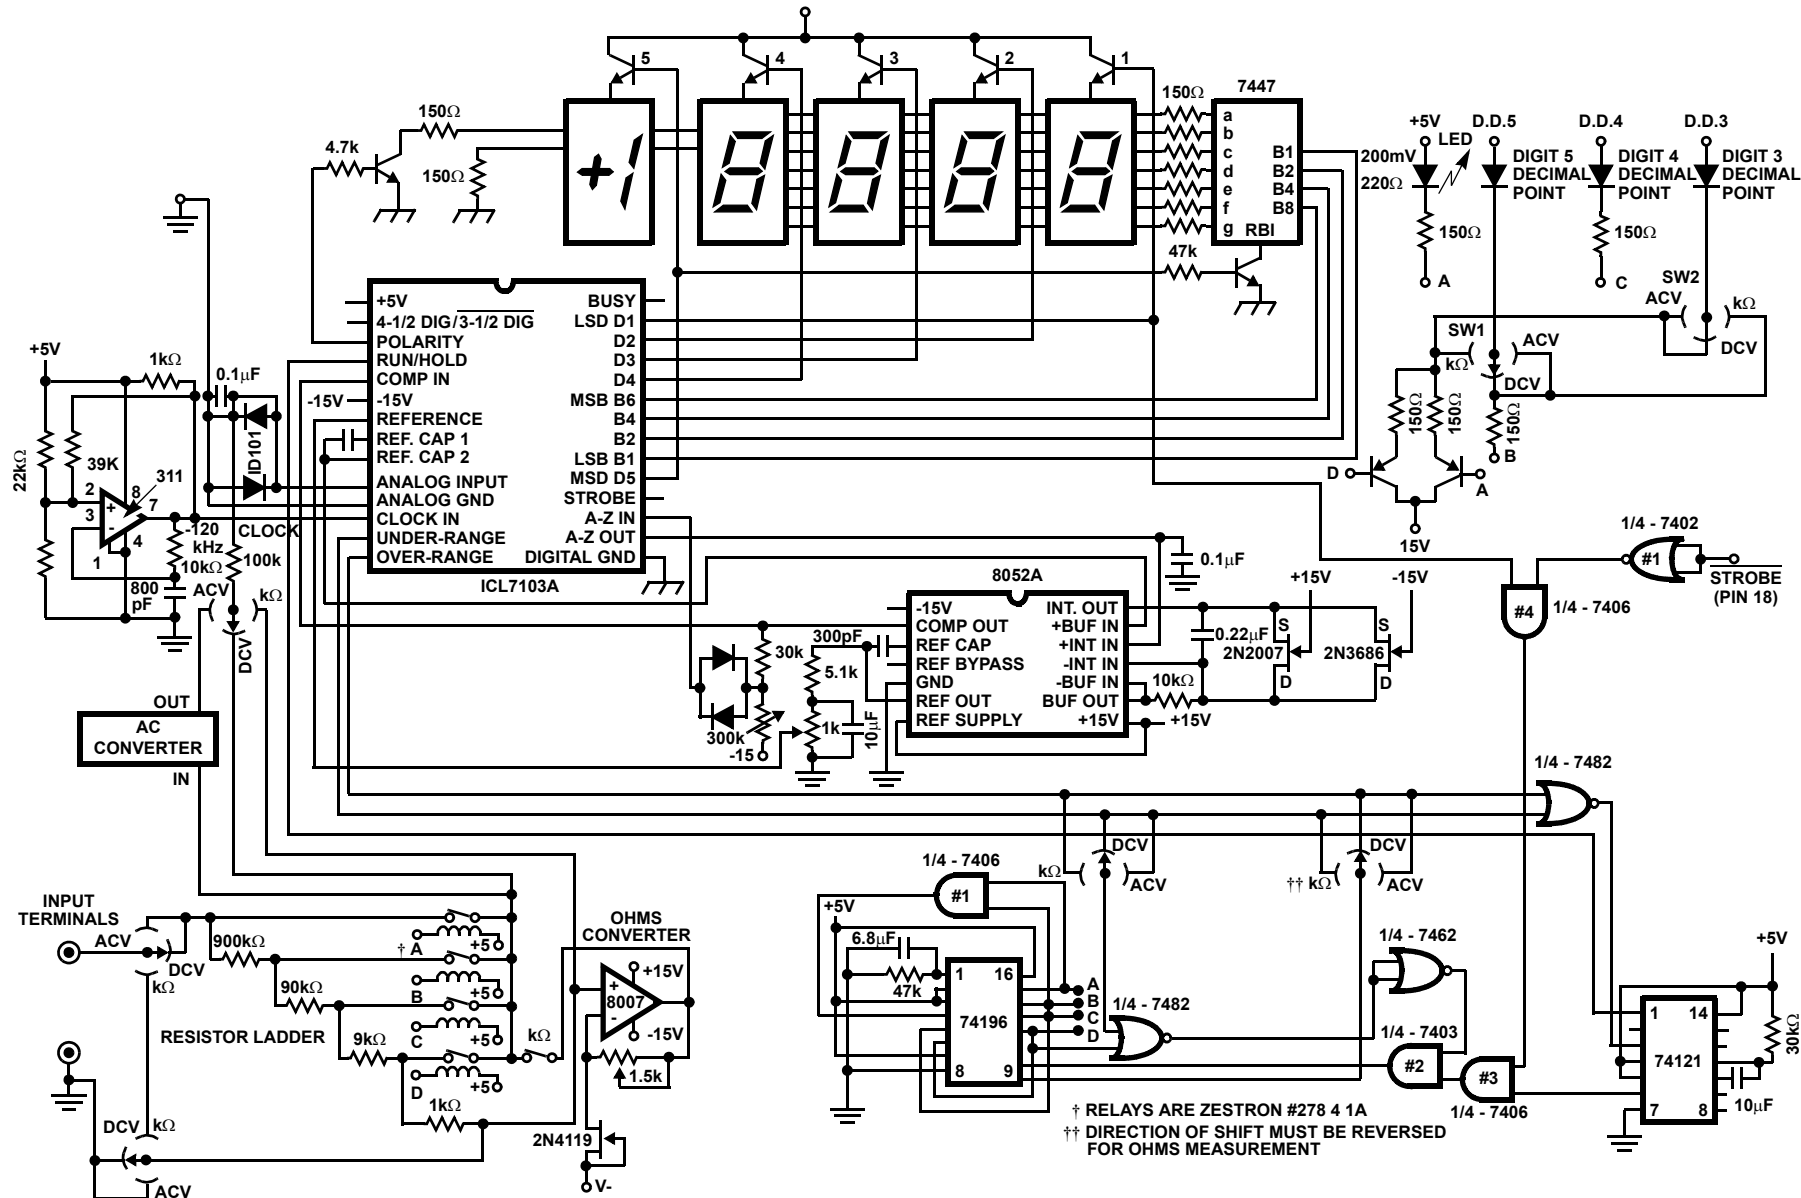 5
4
3
2
1
150Ω
7447
150Ω
a
b
c
d
e
f
g
B1
B2
B4
B8
RBI
4.7k
150Ω
47k
+5V
LED
D.D.5
D.D.4
D.D.3
200mV
220Ω
DIGIT 5
DECIMAL
POINT
DIGIT 4
DECIMAL
POINT
DIGIT 3
DECIMAL
POINT
150Ω
150Ω
A
C
SW2
ACV
kΩ
DCV
SW1
kΩ
ACV
DCV
150Ω
150Ω
150Ω
B
D
A
15V
+1
8
8
8
8
+5V
4-1/2 DIG/3-1/2 DIG
POLARITY
RUN/HOLD
COMP IN
-15V
-15V
REFERENCE
REF. CAP 1
REF. CAP 2
ANALOG INPUT
ANALOG GND
CLOCK IN
UNDER-RANGE
OVER-RANGE
BUSY
LSD D1
D2
D3
D4
MSB B6
B4
B2
LSB B1
MSD D5
STROBE
A-Z IN
A-Z OUT
DIGITAL GND
ICL7103A
+5V
1kΩ
0.1µF
ID101
22kΩ
39K
311
2
3
8
7
4
1
-120
kHz
10kΩ
CLOCK
100k
800
pF
ACV
kΩ
DCV
OUT
AC
CONVERTER
IN
0.1µF
8052A
-15V
COMP OUT
REF CAP
REF BYPASS
GND
REF OUT
REF SUPPLY
INT. OUT
+BUF IN
+INT IN
-INT IN
-BUF IN
BUF OUT
+15V
+15V
300pF
30k
5.1k
1k
10µF
300k
-15
0.22µF
10kΩ
+15V
-15V
S
2N2007
D
S
2N3686
D
1/4 - 7402
#1
STROBE
(PIN 18)
#4
1/4 - 7406
1/4 - 7482
DCV
kΩ
ACV
DCV
†† kΩ
ACV
1/4 - 7406
#1
+5V
6.8µF
47k
1
16
74196
8
9
A
B
C
D
1/4 - 7482
1/4 - 7462
1/4 - 7403
#2
#3
1/4 - 7406
+5V
1
14
74121
7
8
30kΩ
10µF
INPUT
TERMINALS
ACV
DCV
kΩ
900kΩ
† A
+5
90kΩ
B
+5
RESISTOR LADDER
C
+5
9kΩ
D
+5
kΩ
1kΩ
OHMS
CONVERTER
+15V
+
8007
-
-15V
1.5k
2N4119
V-
DCV
kΩ
ACV
† RELAYS ARE ZESTRON #278 4 1A
†† DIRECTION OF SHIFT MUST BE REVERSED
FOR OHMS MEASUREMENT